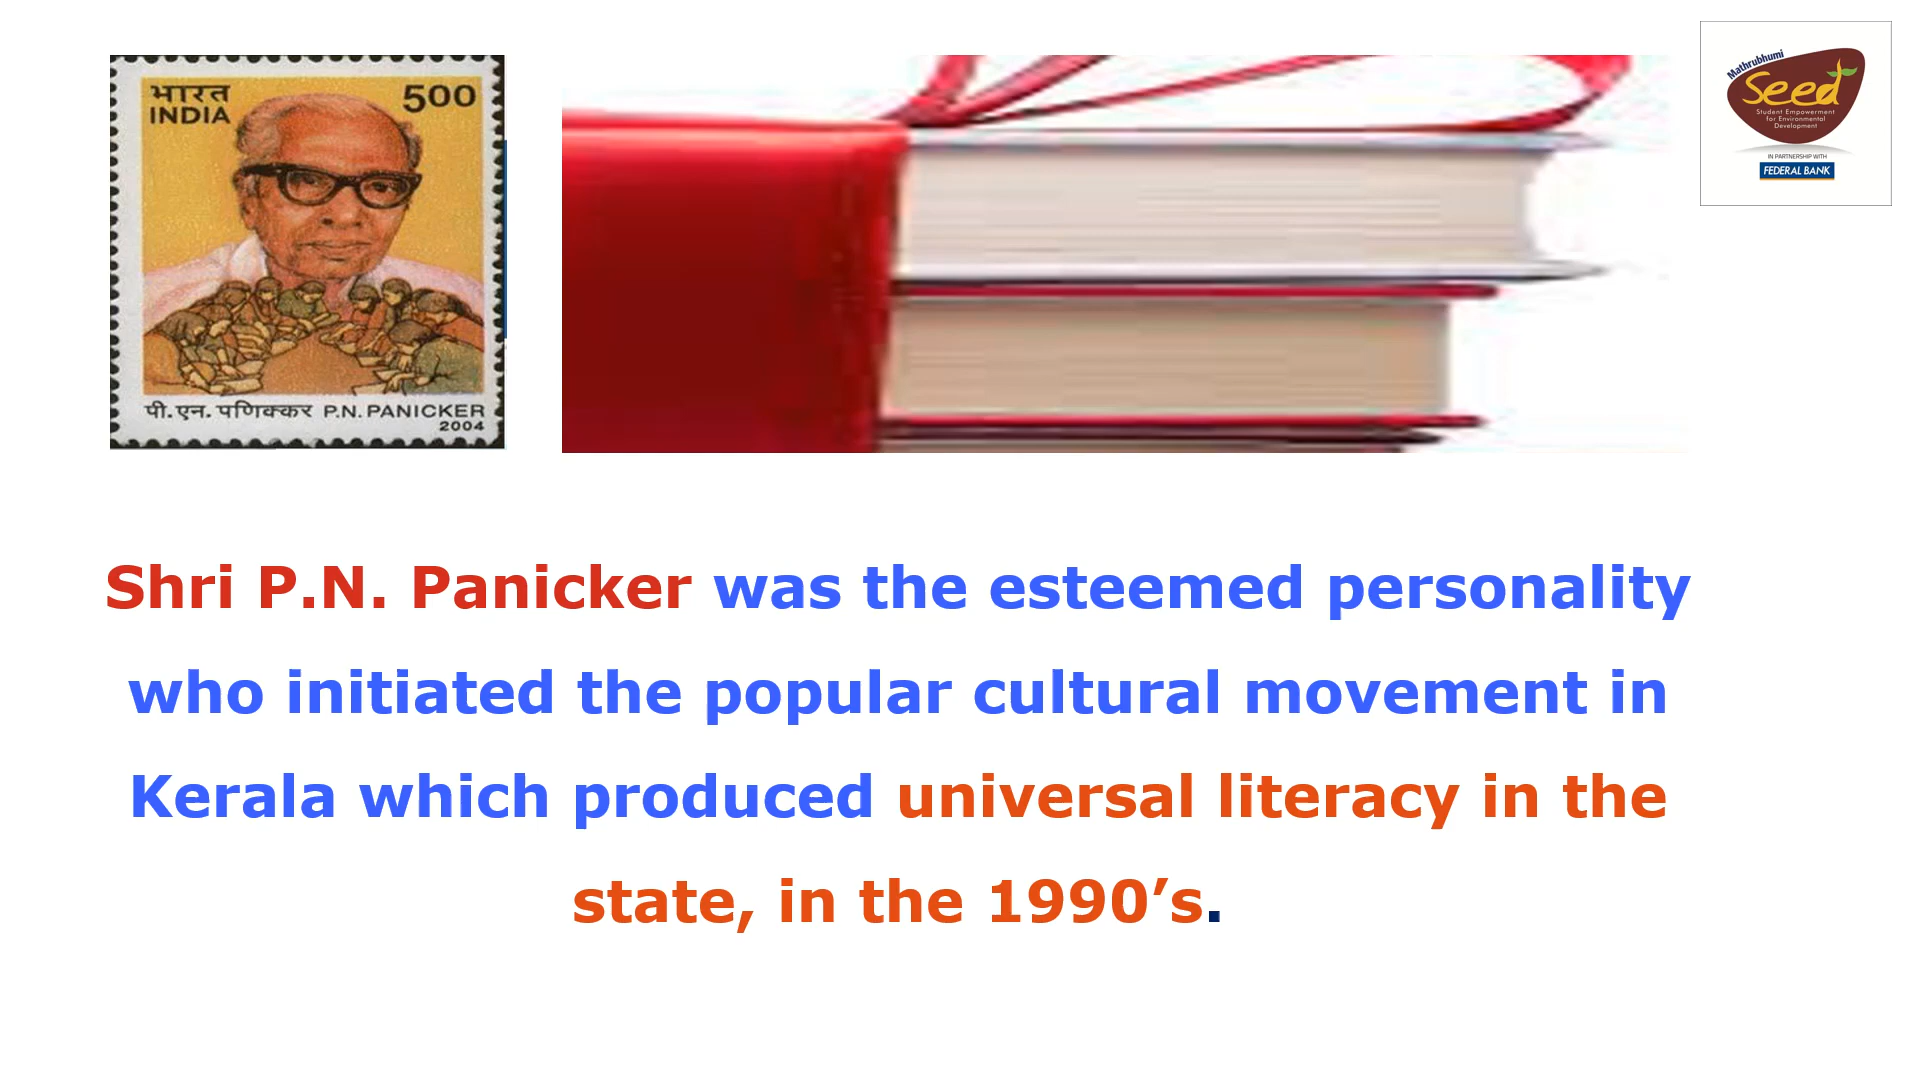 भारत
INDIA
500
पी.एन. पणिक्कर P.N.PANICKER
2004
Mathrubhumi
Seed
Student Empowerment
for Environmental
Development
IN PARTNERSHIP WITH
FEDERAL BANK
Shri P.N. Panicker was the esteemed personality
who initiated the popular cultural movement in
Kerala which produced universal literacy in the
state, in the 1990’s.